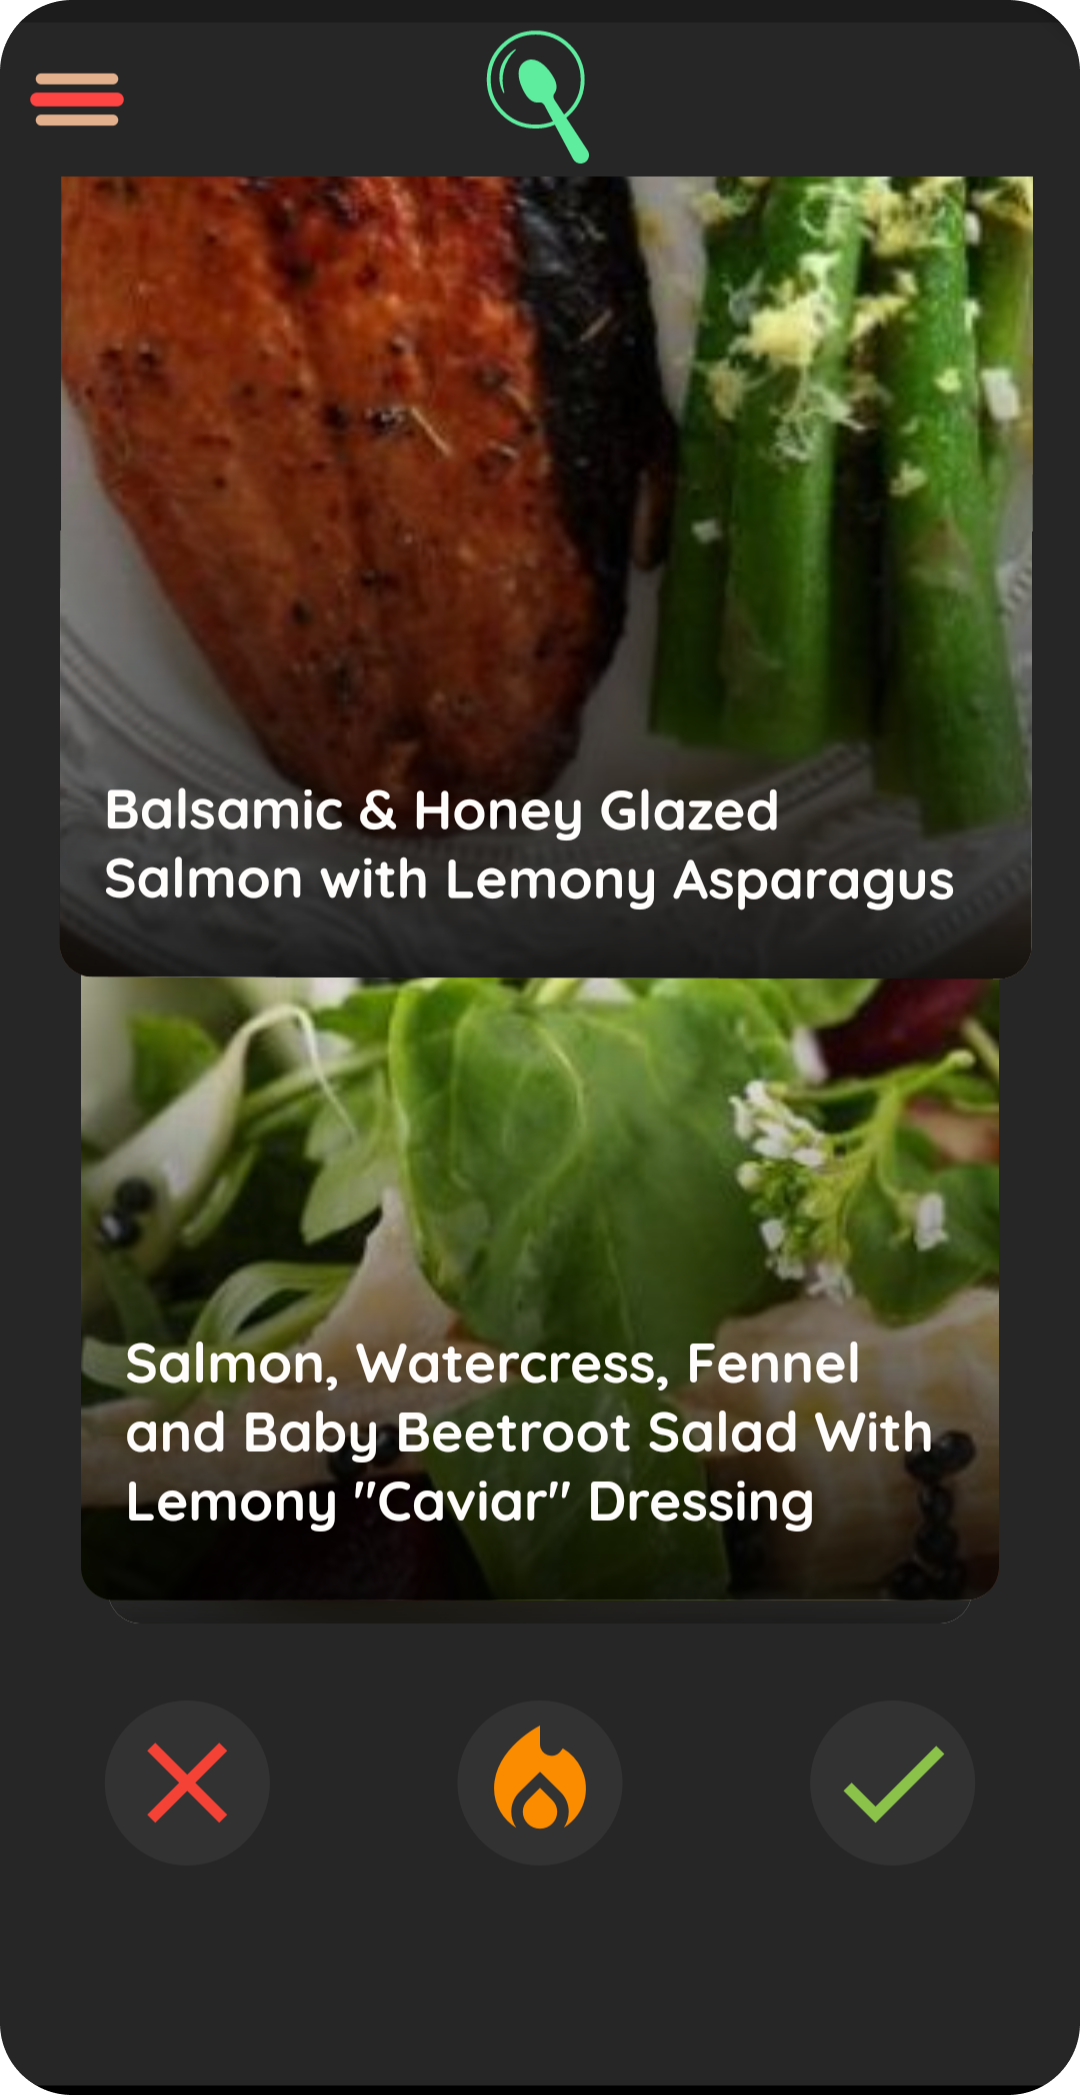 Balsamic & Honey Glazed
Salmon with Lemony Asparagus
Salmon, Watercress, Fennel
and Baby Beetroot Salad With
Lemony "Caviar" Dressing